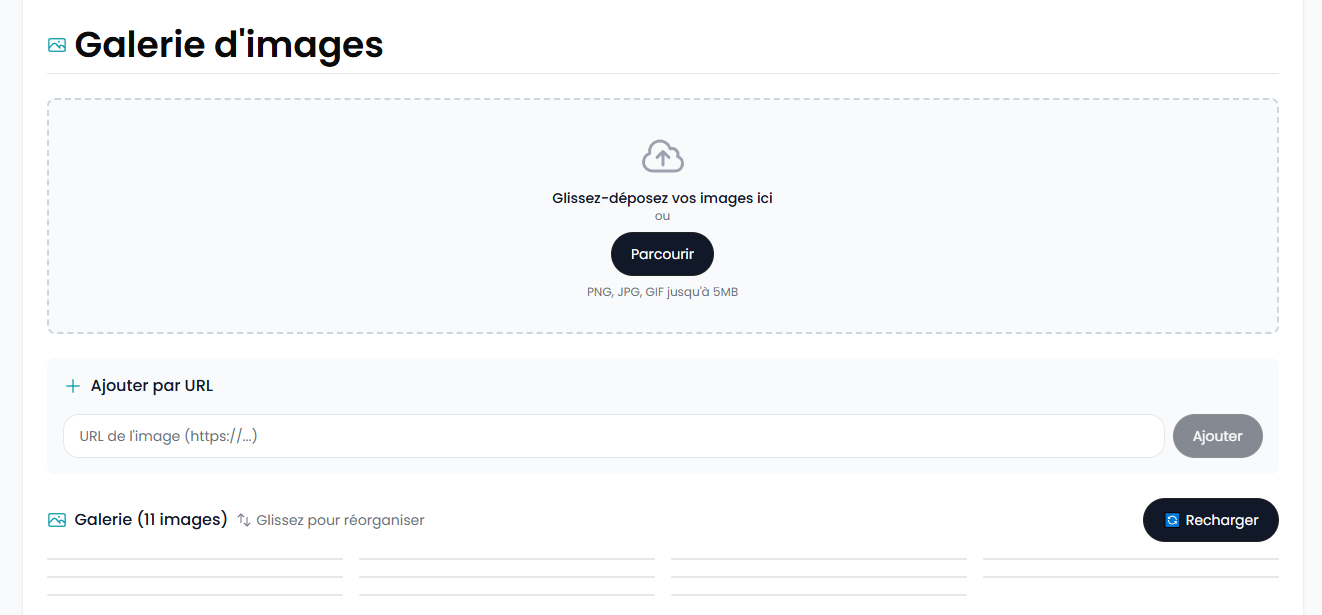 Galerie d'images
Glissez-déposez vos images ici
ou
Parcourir
PNG, JPG, GIF jusqu'à 5MB
Ajouter par URL
URL de l'image (https://...)
Ajouter
Galerie (11 images) Glissez pour réorganiser
Recharger